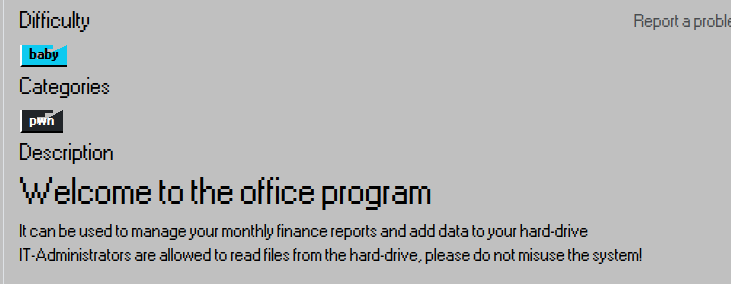 Difficulty
Report a proble
baby
Categories
pwn
Description
Welcome to the office program
It can be used to manage your monthly finance reports and add data to your hard-drive
IT-Administrators are allowed to read files from the hard-drive, please do not misuse the system!